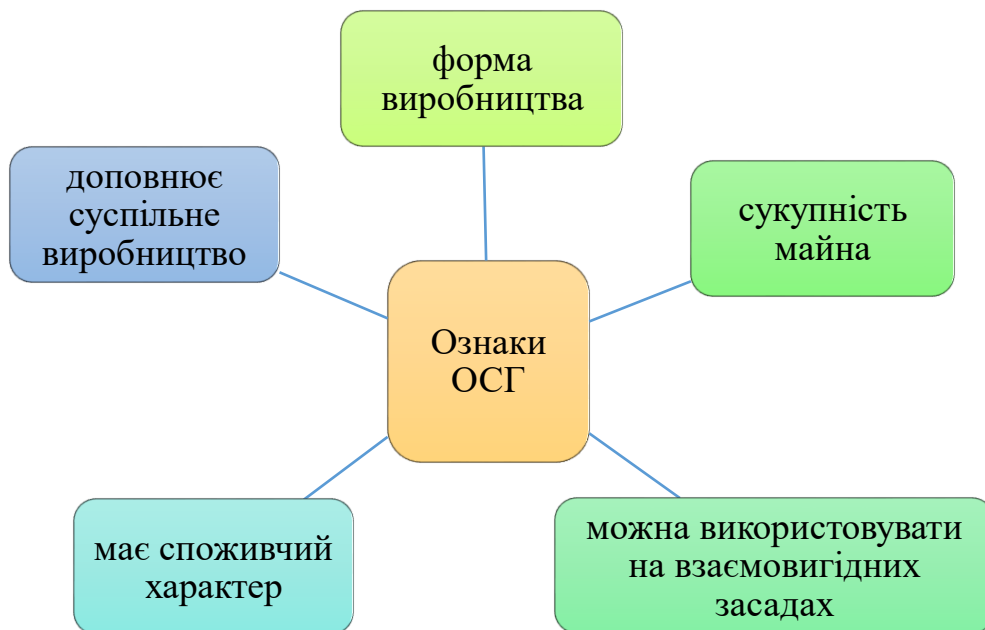 форма
виробництва
доповнює
суспільне
виробництво
сукупність
майна
Ознаки
ОСГ
має споживчий
характер
можна використовувати
на взаємовигідних
засадах